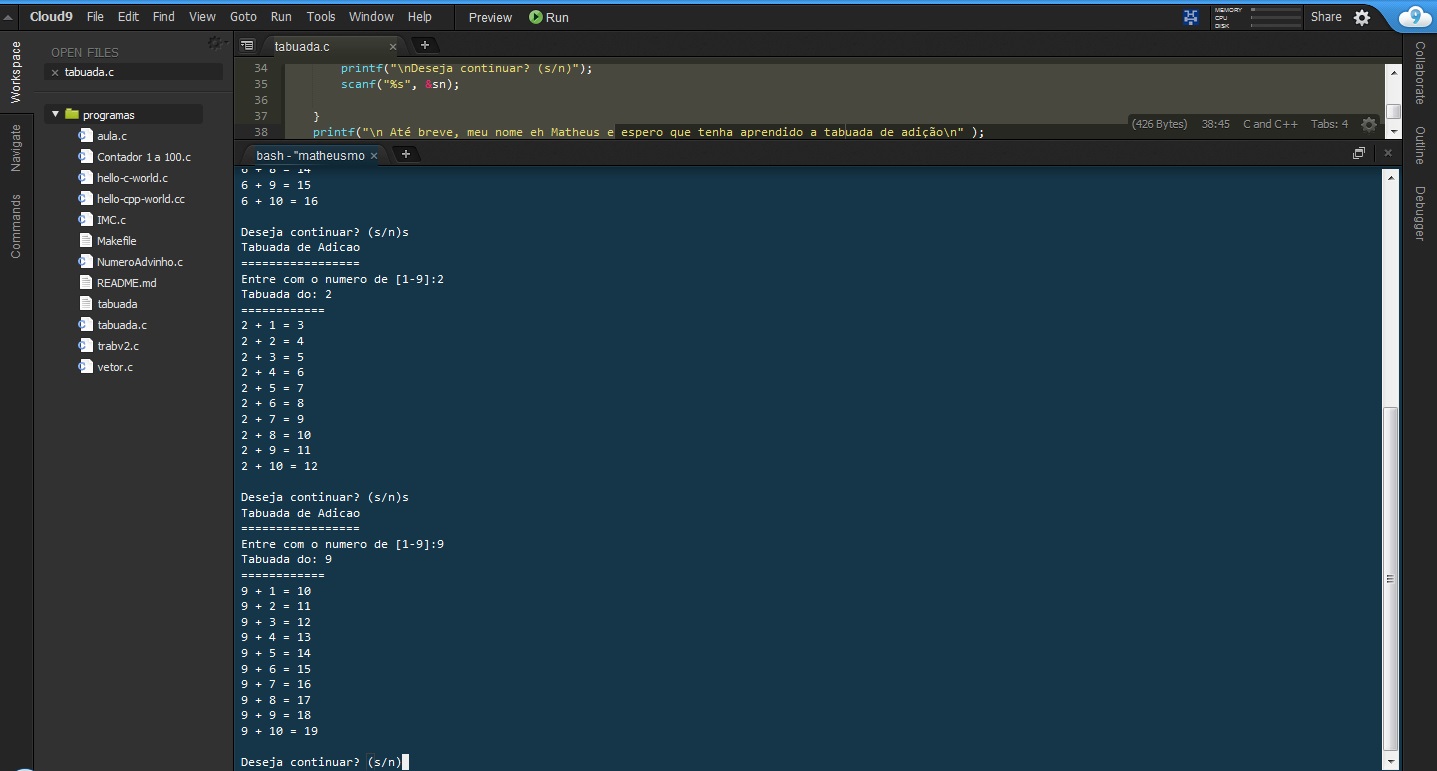 Cloud9 File Edit Find View Goto Run Tools Window Help Preview Run MEMORY CPU DISK Share 9
Workspace
Navigate
Commands
OPEN FILES
tabuada.c
programas
aula.c
Contador 1 a 100.c
hello-c-world.c
hello-cpp-world.cc
IMC.c
Makefile
NumeroAdvinho.c
README.md
tabuada
tabuada.c
trabv2.c
vetor.c
tabuada.c
34 printf("\nDeseja continuar? (s/n)");
35 scanf("%s", &sn);
36
37 }
38 printf("\n Até breve, meu nome eh Matheus e espero que tenha aprendido a tabuada de adição\n" );
(426 Bytes) 38:45 C and C++ Tabs: 4
bash - "matheusmo
6 + 8 = 14
6 + 9 = 15
6 + 10 = 16
Deseja continuar? (s/n)s
Tabuada de Adicao
=================
Entre com o numero de [1-9]:2
Tabuada do: 2
============
2 + 1 = 3
2 + 2 = 4
2 + 3 = 5
2 + 4 = 6
2 + 5 = 7
2 + 6 = 8
2 + 7 = 9
2 + 8 = 10
2 + 9 = 11
2 + 10 = 12
Deseja continuar? (s/n)s
Tabuada de Adicao
=================
Entre com o numero de [1-9]:9
Tabuada do: 9
============
9 + 1 = 10
9 + 2 = 11
9 + 3 = 12
9 + 4 = 13
9 + 5 = 14
9 + 6 = 15
9 + 7 = 16
9 + 8 = 17
9 + 9 = 18
9 + 10 = 19
Deseja continuar? (s/n)
Collaborate
Outline
Debugger